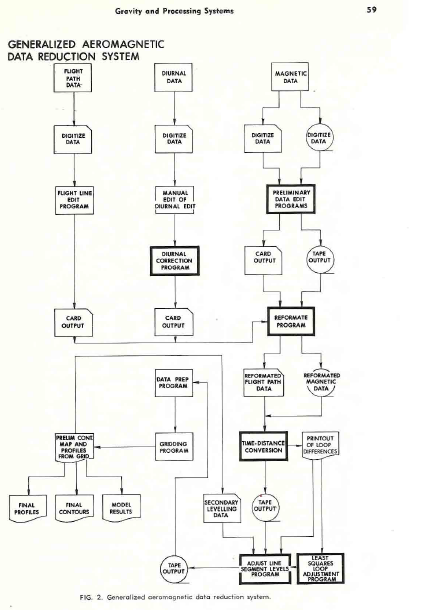 Gravity and Processing Systems
59
GENERALIZED AEROMAGNETIC
DATA REDUCTION SYSTEM
FLIGHT
PATH
DATA
DIURNAL
DATA
MAGNETIC
DATA
DIGITIZE
DATA
DIGITIZE
DATA
DIGITIZE
DATA
DIGITIZE
DATA
FLIGHT LINE
EDIT
PROGRAM
MANUAL
EDIT OF
DIURNAL EDIT
PRELIMINARY
DATA EDIT
PROGRAMS
DIURNAL
CORRECTION
PROGRAM
CARD
OUTPUT
TAPE
OUTPUT
CARD
OUTPUT
CARD
OUTPUT
REFORMATE
PROGRAM
DATA PREP
PROGRAM
REFORMATED
FLIGHT PATH
DATA
REFORMATED
MAGNETIC
DATA
PRELIM CONT.
MAP AND
PROFILES
FROM GRID
GRIDDING
PROGRAM
TIME-DISTANCE
CONVERSION
PRINTOUT
OF LOOP
DIFFERENCES
FINAL
PROFILES
FINAL
CONTOURS
MODEL
RESULTS
SECONDARY
LEVELLING
DATA
TAPE
OUTPUT
TAPE
OUTPUT
ADJUST LINE
SEGMENT LEVELS
PROGRAM
LEAST
SQUARES
LOOP
ADJUSTMENT
PROGRAM
FIG. 2. Generalized aeromagnetic data reduction system.